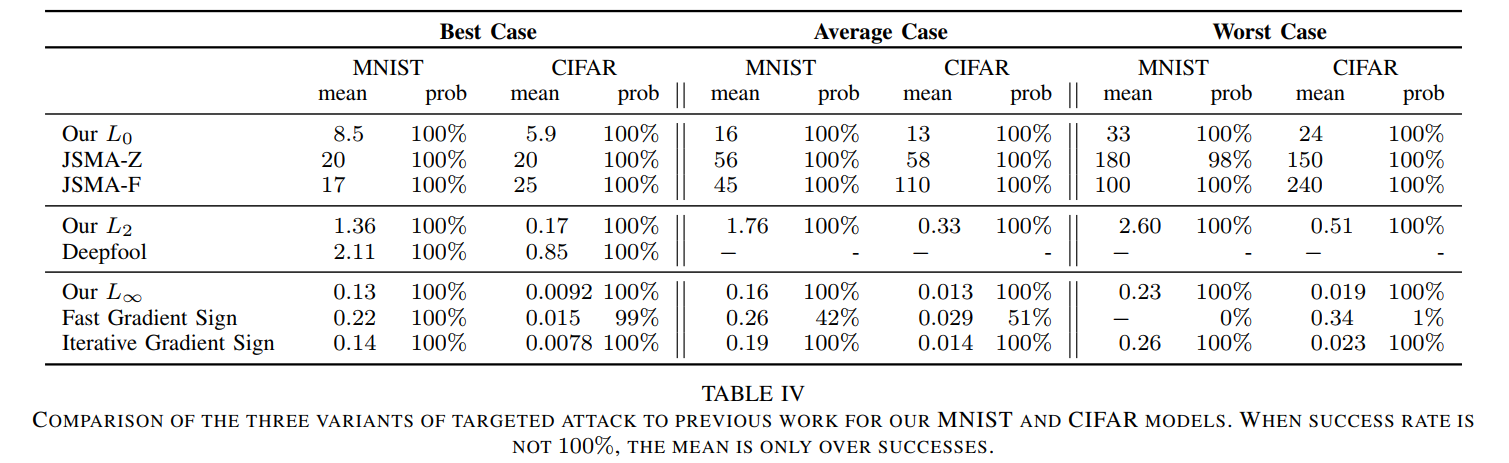 Best Case Average Case Worst Case
MNIST CIFAR MNIST CIFAR MNIST CIFAR
mean prob mean prob || mean prob mean prob || mean prob mean prob
Our L₀ 8.5 100% 5.9 100% 16 100% 13 100% 33 100% 24 100%
JSMA-Z 20 100% 20 100% 56 100% 58 100% 180 98% 150 100%
JSMA-F 17 100% 25 100% 45 100% 110 100% 100 100% 240 100%
Our L₂ 1.36 100% 0.17 100% 1.76 100% 0.33 100% 2.60 100% 0.51 100%
Deepfool 2.11 100% 0.85 100% − - − - − - − -
Our L∞ 0.13 100% 0.0092 100% 0.16 100% 0.013 100% 0.23 100% 0.019 100%
Fast Gradient Sign 0.22 100% 0.015 99% 0.26 42% 0.029 51% − 0% 0.34 1%
Iterative Gradient Sign 0.14 100% 0.0078 100% 0.19 100% 0.014 100% 0.26 100% 0.023 100%
TABLE IV
COMPARISON OF THE THREE VARIANTS OF TARGETED ATTACK TO PREVIOUS WORK FOR OUR MNIST AND CIFAR MODELS. WHEN SUCCESS RATE IS
NOT 100%, THE MEAN IS ONLY OVER SUCCESSES.